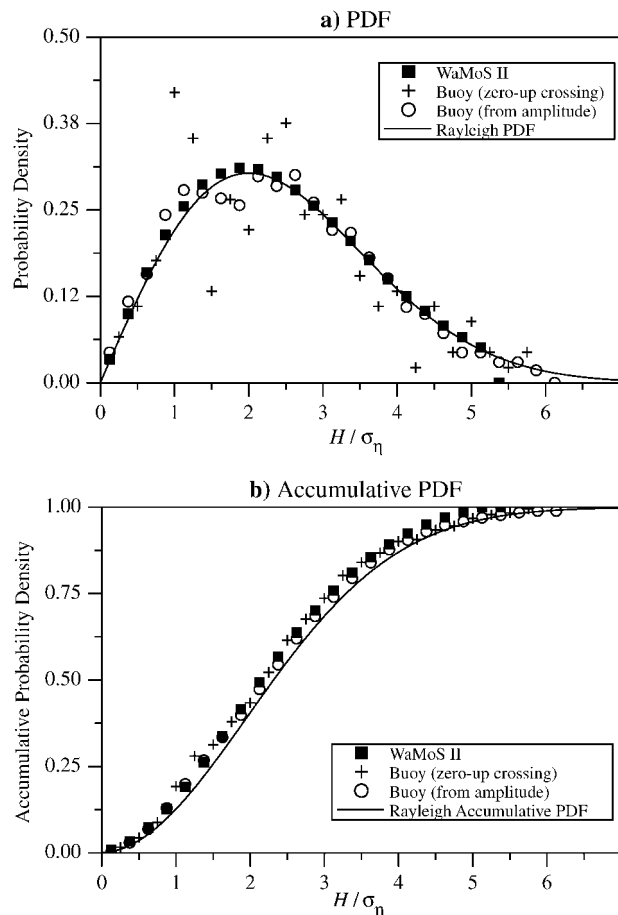 a) PDF
0.50
0.38
0.25
0.12
0.00
Probability Density
WaMoS II
Buoy (zero-up crossing)
Buoy (from amplitude)
Rayleigh PDF
0 1 2 3 4 5 6
H / ση
b) Accumulative PDF
1.00
0.75
0.50
0.25
0.00
Accumulative Probability Density
WaMoS II
Buoy (zero-up crossing)
Buoy (from amplitude)
Rayleigh Accumulative PDF
0 1 2 3 4 5 6
H / ση